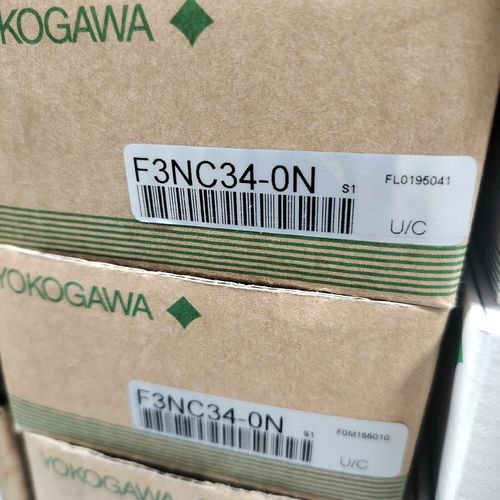 YOKOGAWA
F3NC34-0N S1 FL0195041
U/C
YOKOGAWA
F3NC34-0N S1 F0M155010
U/C
YOKOGAWA